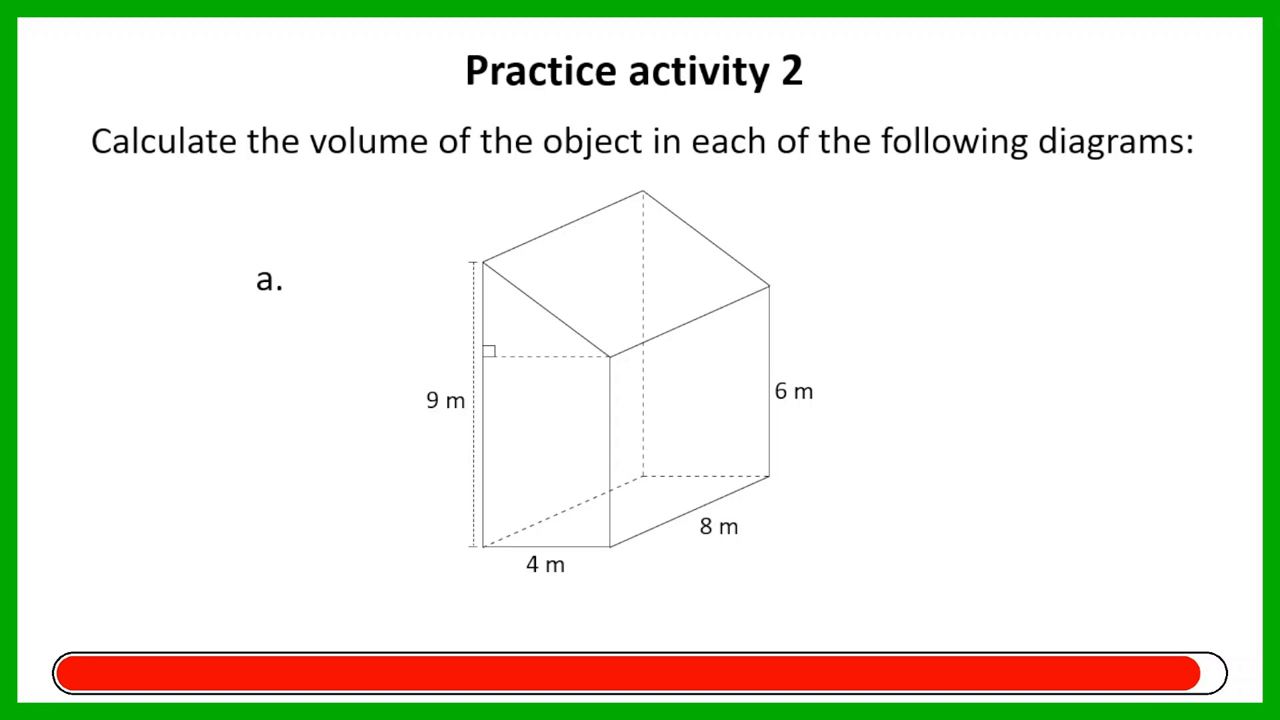 Practice activity 2
Calculate the volume of the object in each of the following diagrams:
a.
9 m
6 m
8 m
4 m